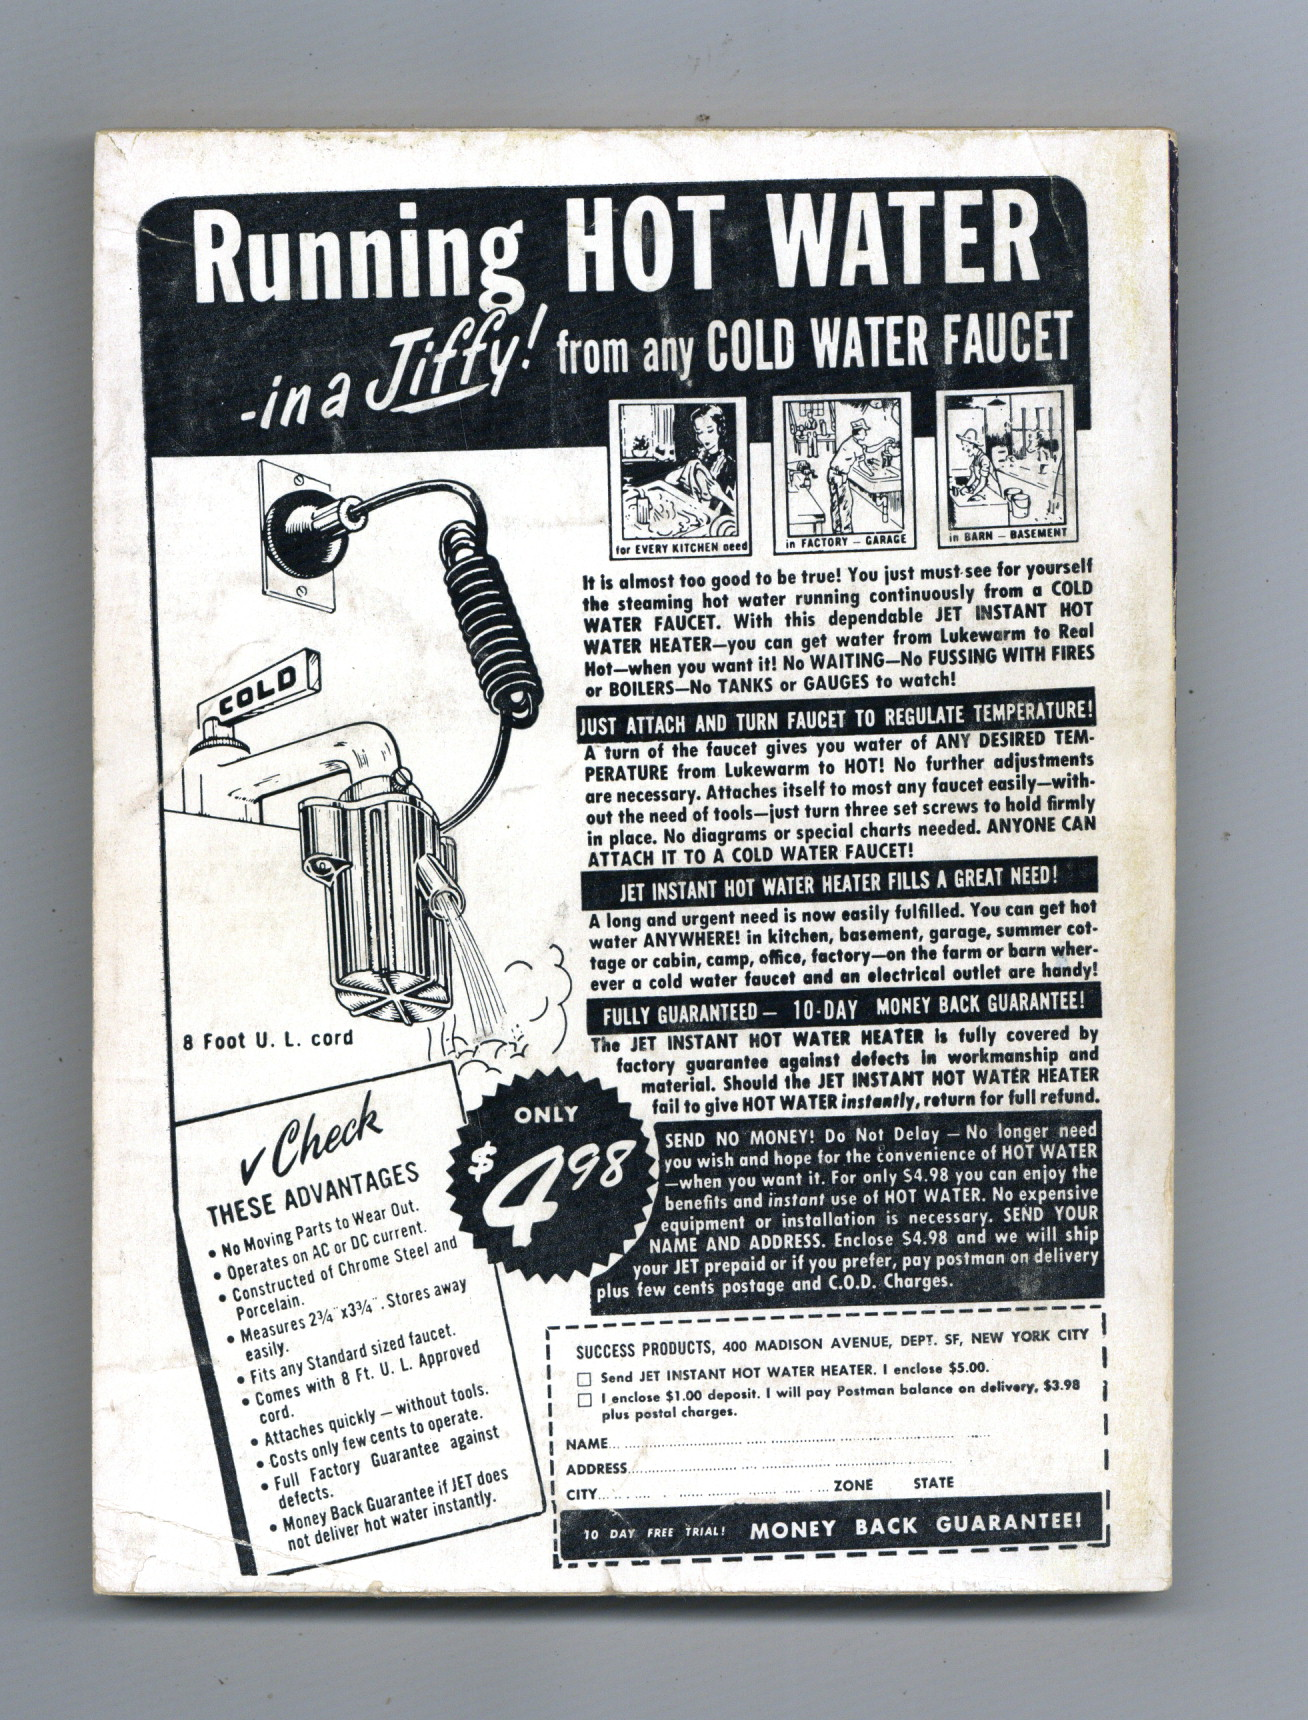 Running HOT WATER
-in a Jiffy! from any COLD WATER FAUCET
for EVERY KITCHEN need
in FACTORY – GARAGE
in BARN – BASEMENT
COLD
8 Foot U. L. cord
It is almost too good to be true! You just must see for yourself
the steaming hot water running continuously from a COLD
WATER FAUCET. With this dependable JET INSTANT HOT
WATER HEATER—you can get water from Lukewarm to Real
Hot—when you want it! No WAITING—No FUSSING WITH FIRES
or BOILERS—No TANKS or GAUGES to watch!
JUST ATTACH AND TURN FAUCET TO REGULATE TEMPERATURE!
A turn of the faucet gives you water of ANY DESIRED TEM-
PERATURE from Lukewarm to HOT! No further adjustments
are necessary. Attaches itself to most any faucet easily—with-
out the need of tools—just turn three set screws to hold firmly
in place. No diagrams or special charts needed. ANYONE CAN
ATTACH IT TO A COLD WATER FAUCET!
JET INSTANT HOT WATER HEATER FILLS A GREAT NEED!
A long and urgent need is now easily fulfilled. You can get hot
water ANYWHERE! in kitchen, basement, garage, summer cot-
tage or cabin, camp, office, factory—on the farm or barn wher-
ever a cold water faucet and an electrical outlet are handy!
FULLY GUARANTEED — 10-DAY MONEY BACK GUARANTEE!
The JET INSTANT HOT WATER HEATER is fully covered by
factory guarantee against defects in workmanship and
material. Should the JET INSTANT HOT WATER HEATER
fail to give HOT WATER instantly, return for full refund.
ONLY
$4.98
SEND NO MONEY! Do Not Delay — No longer need
you wish and hope for the convenience of HOT WATER
—when you want it. For only $4.98 you can enjoy the
benefits and instant use of HOT WATER. No expensive
equipment or installation is necessary. SEND YOUR
NAME AND ADDRESS. Enclose $4.98 and we will ship
your JET prepaid or if you prefer, pay postman on delivery
plus few cents postage and C.O.D. Charges.
✓Check
THESE ADVANTAGES
• No Moving Parts to Wear Out.
• Operates on AC or DC current.
• Constructed of Chrome Steel and
Porcelain.
• Measures 2¾"x3¾". Stores away
easily.
• Fits any Standard sized faucet.
• Comes with 8 Ft. U. L. Approved
cord.
• Attaches quickly — without tools.
• Costs only few cents to operate.
• Full Factory Guarantee against
defects.
• Money Back Guarantee if JET does
not deliver hot water instantly.
SUCCESS PRODUCTS, 400 MADISON AVENUE, DEPT. SF, NEW YORK CITY
☐ Send JET INSTANT HOT WATER HEATER. I enclose $5.00.
☐ I enclose $1.00 deposit. I will pay Postman balance on delivery, $3.98
plus postal charges.
NAME
ADDRESS
CITY ZONE STATE
10 DAY FREE TRIAL! MONEY BACK GUARANTEE!